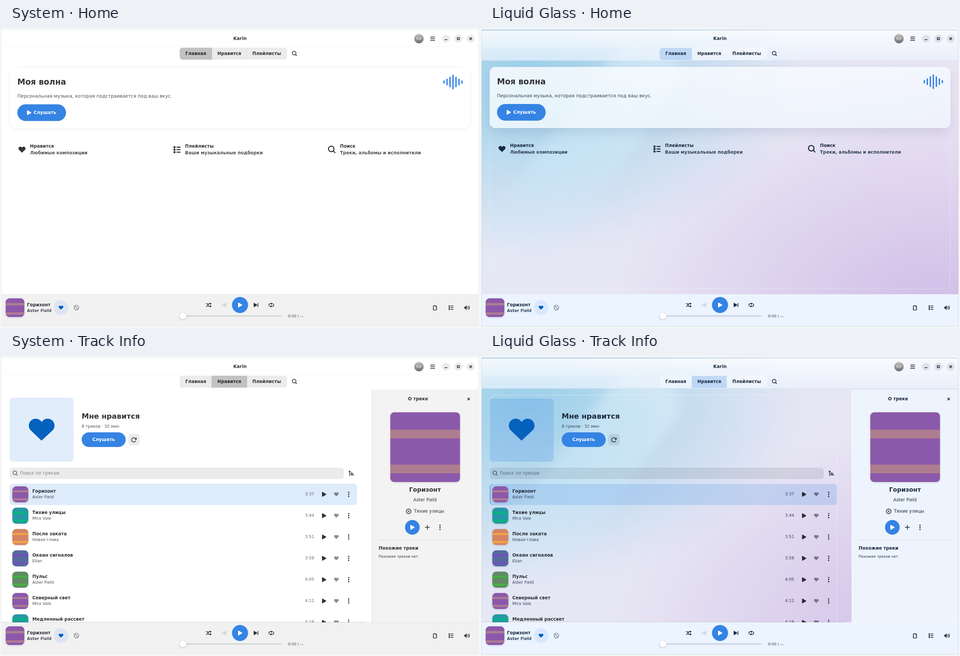 System · Home
Karin
Главная Нравится Плейлисты
Моя волна
Персональная музыка, которая подстраивается под ваш вкус.
Слушать
Нравится
Любимые композиции
Плейлисты
Ваши музыкальные подборки
Поиск
Треки, альбомы и исполнители
Горизонт
Aster Field
0:00 / —
Liquid Glass · Home
Karin
Главная Нравится Плейлисты
Моя волна
Персональная музыка, которая подстраивается под ваш вкус.
Слушать
Нравится
Любимые композиции
Плейлисты
Ваши музыкальные подборки
Поиск
Треки, альбомы и исполнители
Горизонт
Aster Field
0:00 / —
System · Track Info
Karin
Главная Нравится Плейлисты
Мне нравится
8 треков · 32 мин
Слушать
Поиск по трекам
Горизонт
Aster Field
3:37
Тихие улицы
Mira Vale
3:44
После заката
Новая глава
3:51
Океан сигналов
Elian
3:58
Пульс
Aster Field
4:05
Северный свет
Mira Vale
4:12
Медленный рассвет
О треке
Горизонт
Aster Field
Тихие улицы
Похожие треки
Похожих треков нет
Горизонт
Aster Field
0:00 / —
Liquid Glass · Track Info
Karin
Главная Нравится Плейлисты
Мне нравится
8 треков · 32 мин
Слушать
Поиск по трекам
Горизонт
Aster Field
3:37
Тихие улицы
Mira Vale
3:44
После заката
Новая глава
3:51
Океан сигналов
Elian
3:58
Пульс
Aster Field
4:05
Северный свет
Mira Vale
4:12
Медленный рассвет
О треке
Горизонт
Aster Field
Тихие улицы
Похожие треки
Похожих треков нет
Горизонт
Aster Field
0:00 / —